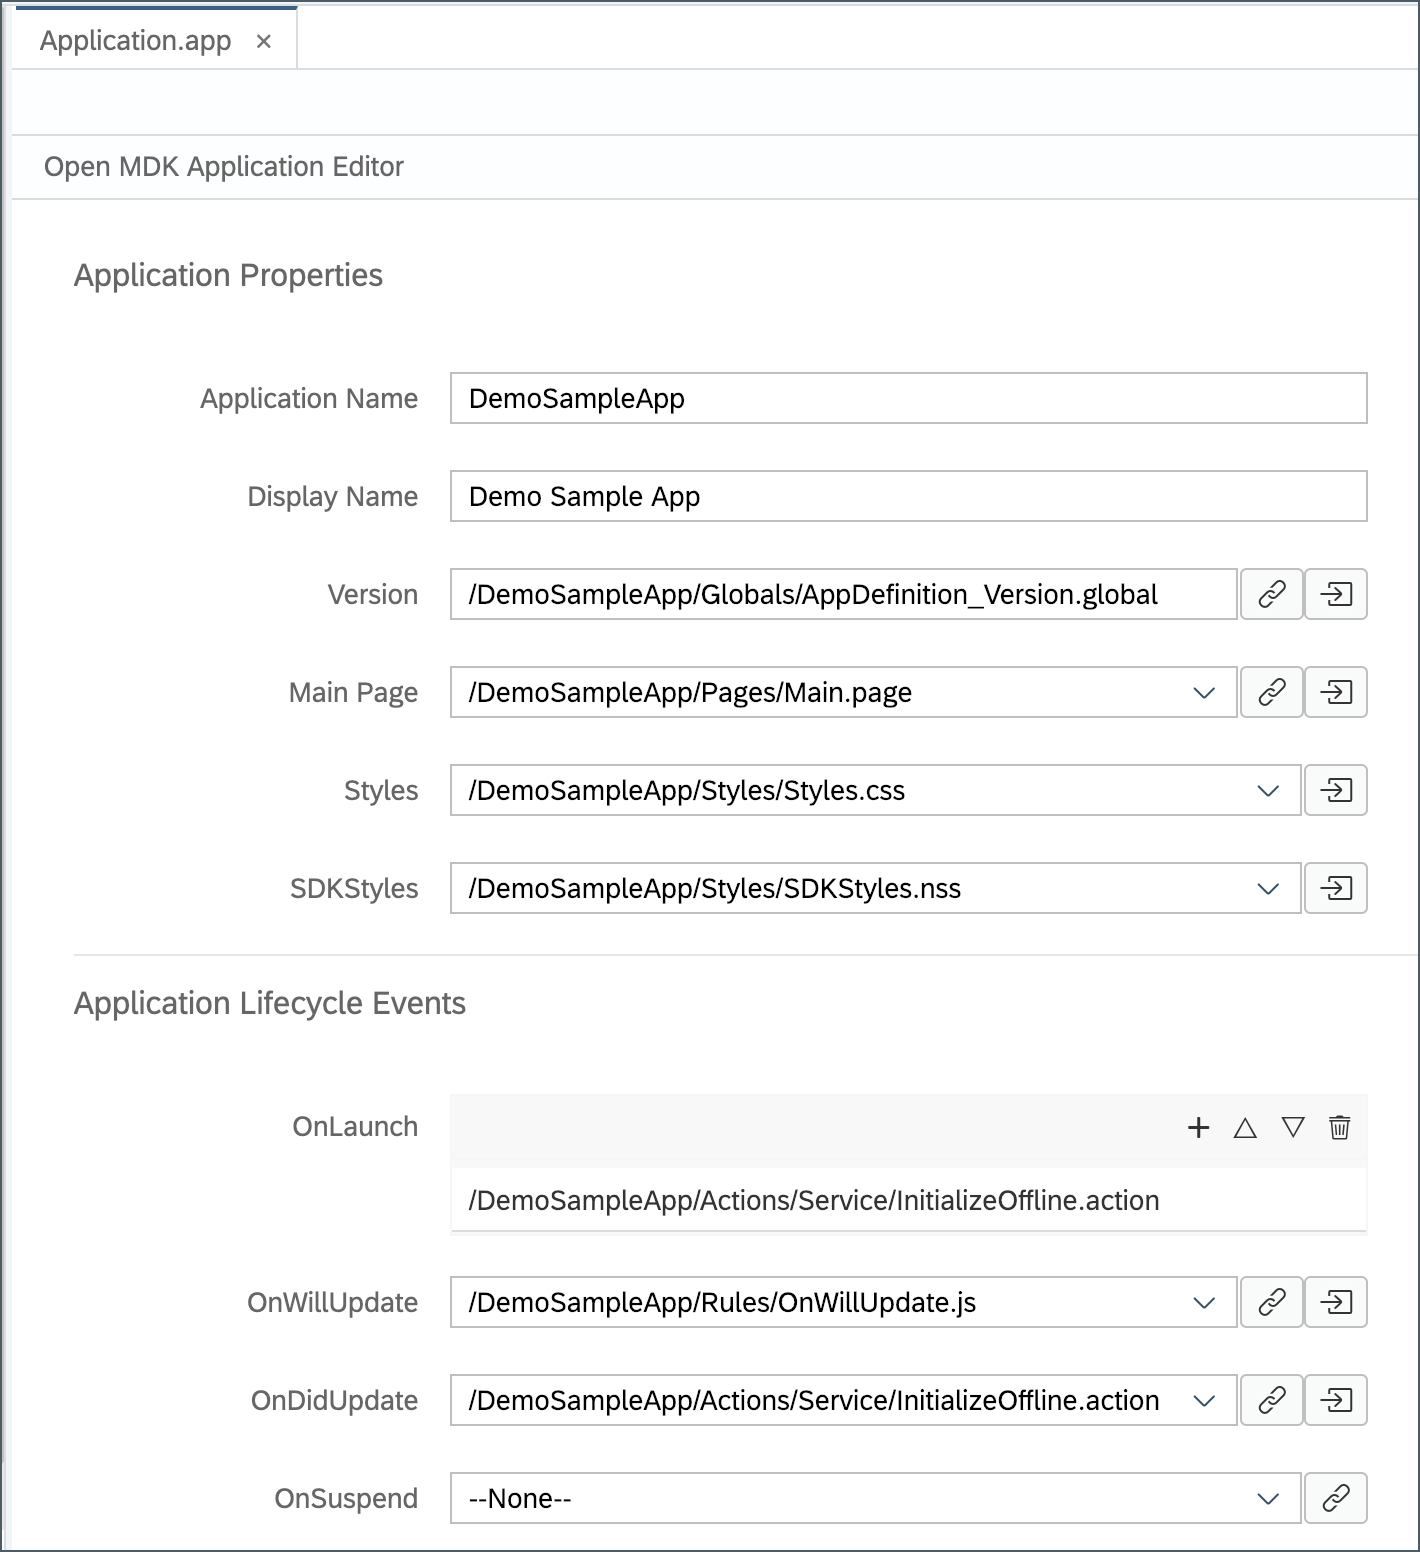 Application.app
Open MDK Application Editor
Application Properties
Application Name DemoSampleApp
Display Name Demo Sample App
Version /DemoSampleApp/Globals/AppDefinition_Version.global
Main Page /DemoSampleApp/Pages/Main.page
Styles /DemoSampleApp/Styles/Styles.css
SDKStyles /DemoSampleApp/Styles/SDKStyles.nss
Application Lifecycle Events
OnLaunch
/DemoSampleApp/Actions/Service/InitializeOffline.action
OnWillUpdate /DemoSampleApp/Rules/OnWillUpdate.js
OnDidUpdate /DemoSampleApp/Actions/Service/InitializeOffline.action
OnSuspend --None--